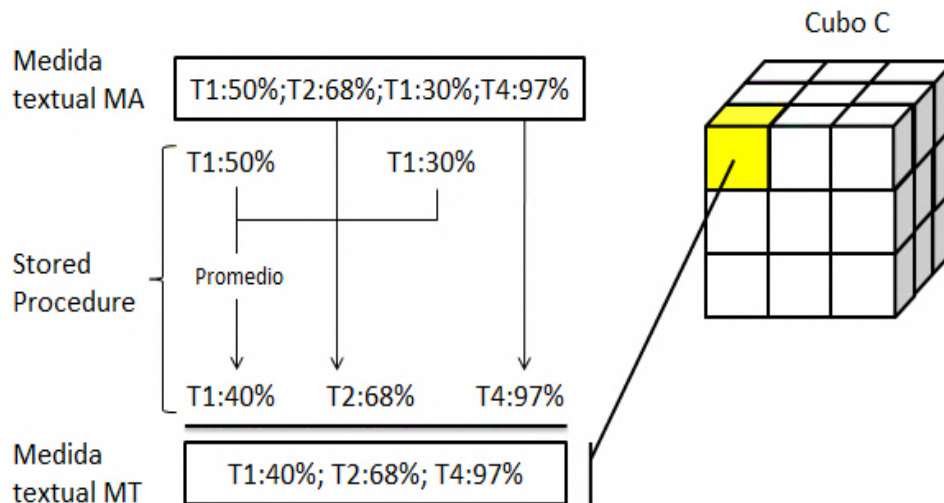 Cubo C
Medida
textual MA
T1:50%;T2:68%;T1:30%;T4:97%
T1:50%
T1:30%
Stored
Procedure
Promedio
T1:40%
T2:68%
T4:97%
Medida
textual MT
T1:40%; T2:68%; T4:97%